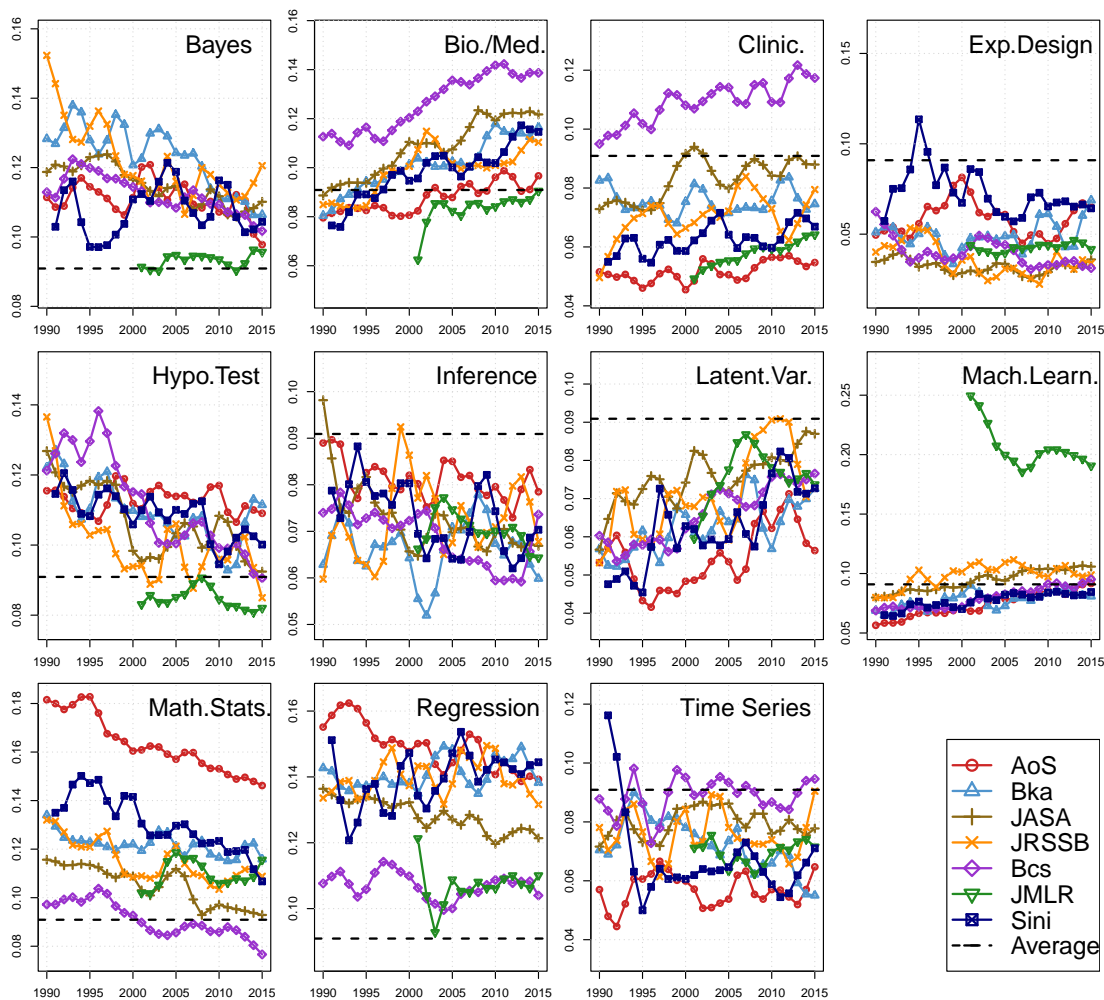 Bayes
0.08 0.10 0.12 0.14 0.16
1990 1995 2000 2005 2010 2015
Bio./Med.
0.06 0.08 0.10 0.12 0.14 0.16
1990 1995 2000 2005 2010 2015
Clinic.
0.04 0.06 0.08 0.10 0.12
1990 1995 2000 2005 2010 2015
Exp.Design
0.05 0.10 0.15
1990 1995 2000 2005 2010 2015
Hypo.Test
0.08 0.10 0.12 0.14
1990 1995 2000 2005 2010 2015
Inference
0.05 0.06 0.07 0.08 0.09 0.10
1990 1995 2000 2005 2010 2015
Latent.Var.
0.04 0.05 0.06 0.07 0.08 0.09 0.10
1990 1995 2000 2005 2010 2015
Mach.Learn.
0.05 0.10 0.15 0.20 0.25
1990 1995 2000 2005 2010 2015
Math.Stats.
0.08 0.10 0.12 0.14 0.16 0.18
1990 1995 2000 2005 2010 2015
Regression
0.10 0.12 0.14 0.16
1990 1995 2000 2005 2010 2015
Time Series
0.04 0.06 0.08 0.10 0.12
1990 1995 2000 2005 2010 2015
AoS
Bka
JASA
JRSSB
Bcs
JMLR
Sini
Average